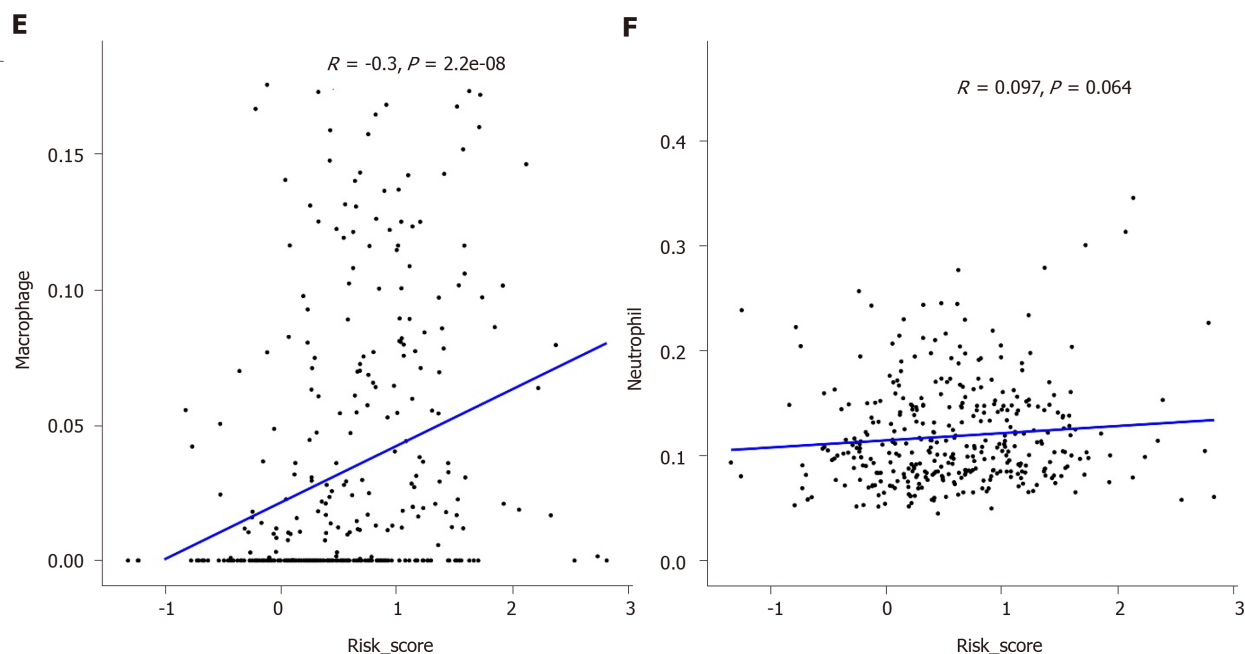 E
R = -0.3, P = 2.2e-08
0.15
0.10
0.05
0.00
Macrophage
-1 0 1 2 3
Risk_score
F
R = 0.097, P = 0.064
0.4
0.3
0.2
0.1
0.0
Neutrophil
-1 0 1 2 3
Risk_score